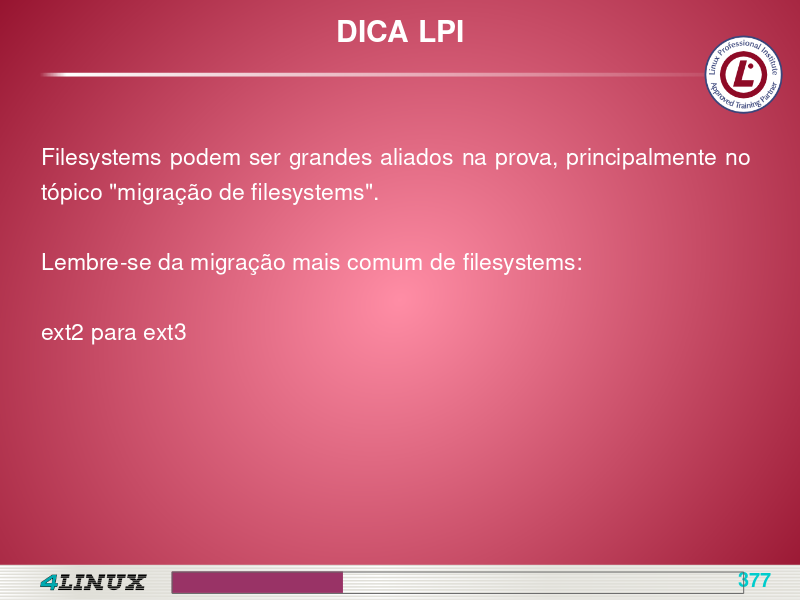 DICA LPI
Linux Professional Institute
Approved Training Partner
Filesystems podem ser grandes aliados na prova, principalmente no
tópico "migração de filesystems".
Lembre-se da migração mais comum de filesystems:
ext2 para ext3
4LINUX
377